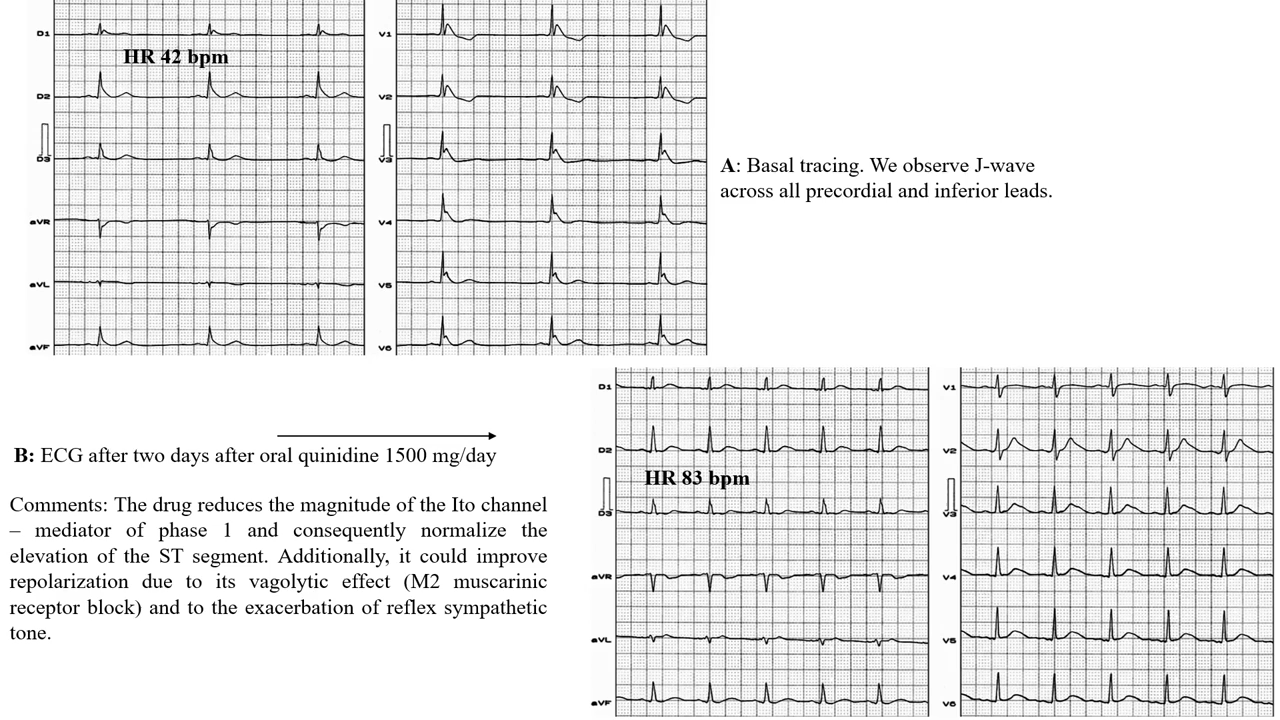 D1
HR 42 bpm
D2
D3
aVR
aVL
aVF
V1
V2
V3
V4
V5
V6
A: Basal tracing. We observe J-wave
across all precordial and inferior leads.
B: ECG after two days after oral quinidine 1500 mg/day
Comments: The drug reduces the magnitude of the Ito channel
– mediator of phase 1 and consequently normalize the
elevation of the ST segment. Additionally, it could improve
repolarization due to its vagolytic effect (M2 muscarinic
receptor block) and to the exacerbation of reflex sympathetic
tone.
D1
D2
HR 83 bpm
D3
aVR
aVL
aVF
V1
V2
V3
V4
V5
V6